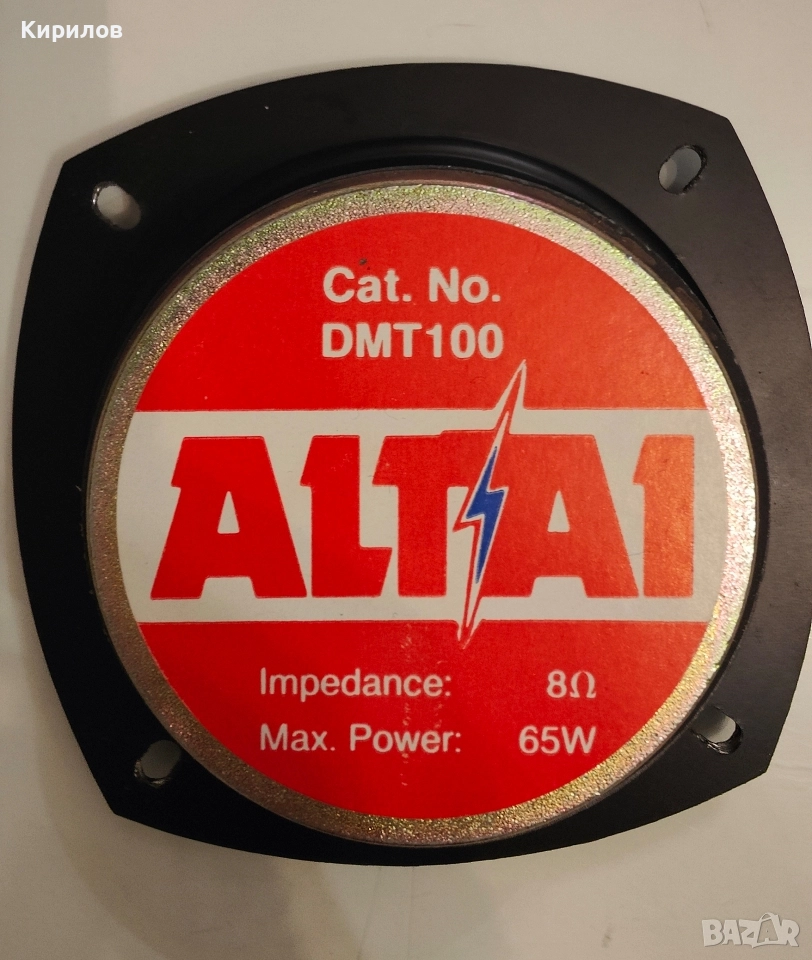 Кирилов
Cat. No.
DMT100
ALTAI
Impedance: 8Ω
Max. Power: 65W
BAZAR